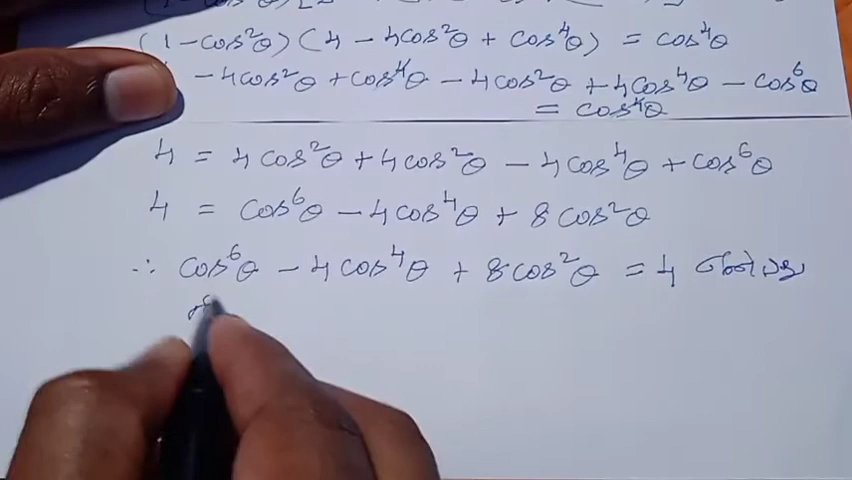 (1 - cos²θ) (4 - 4cos²θ + cos⁴θ) = cos⁴θ
- 4cos²θ + cos⁴θ - 4cos²θ + 4cos⁴θ - cos⁶θ
= cos⁴θ
4 = 4cos²θ + 4cos²θ - 4cos⁴θ + cos⁶θ
4 = cos⁶θ - 4cos⁴θ + 8cos²θ
∴ cos⁶θ - 4cos⁴θ + 8cos²θ = 4